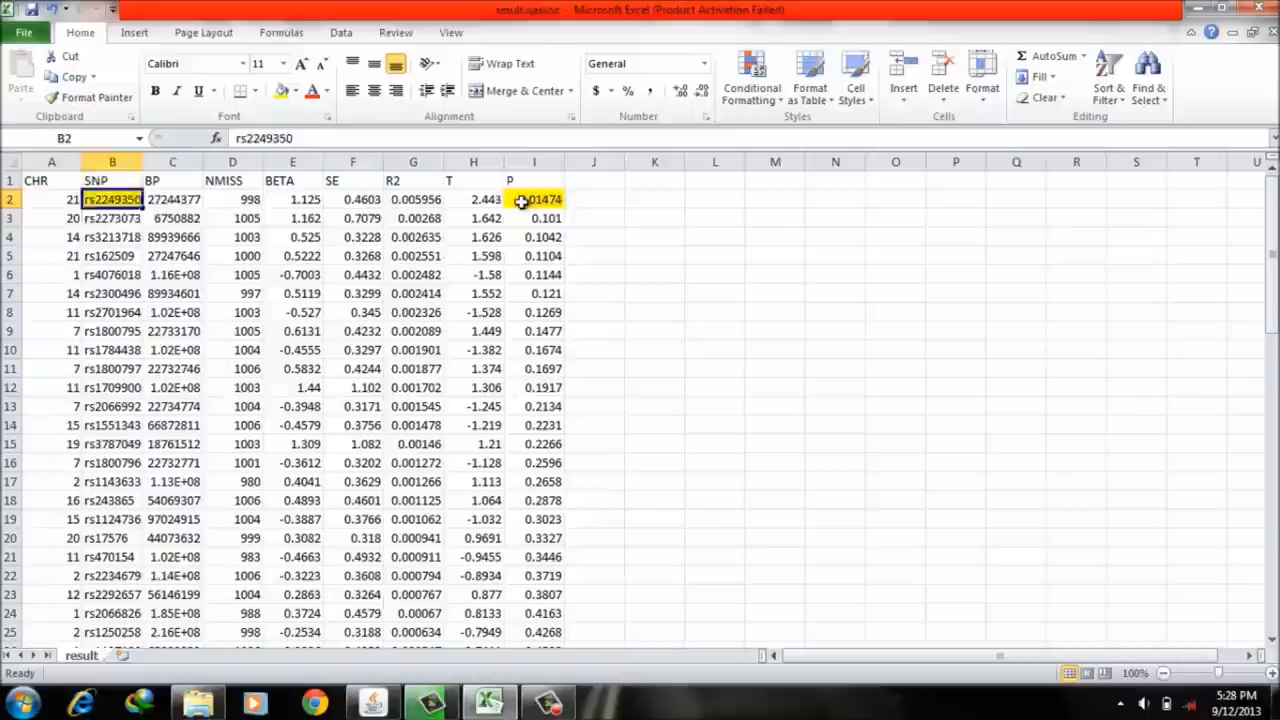 Microsoft Excel (Product Activation Failed)
File Home Insert Page Layout Formulas Data Review View
Paste Cut Copy Format Painter
Calibri 11
B I U
Wrap Text
Merge & Center
General
$ % ,
Conditional Formatting Format as Table Cell Styles
Insert Delete Format
Σ AutoSum Fill Clear
Sort & Filter Find & Select
Clipboard Font Alignment Number Styles Cells Editing
B2 fx rs2249350
A B C D E F G H I J K L M N O P Q R S T U
1 CHR SNP BP NMISS BETA SE R2 T P
2 21 rs2249350 27244377 998 1.125 0.4603 0.005956 2.443 01474
3 20 rs2273073 6750882 1005 1.162 0.7079 0.00268 1.642 0.101
4 14 rs3213718 89939666 1003 0.525 0.3228 0.002635 1.626 0.1042
5 21 rs162509 27247646 1000 0.5222 0.3268 0.002551 1.598 0.1104
6 1 rs4076018 1.16E+08 1005 -0.7003 0.4432 0.002482 -1.58 0.1144
7 14 rs2300496 89934601 997 0.5119 0.3299 0.002414 1.552 0.121
8 11 rs2701964 1.02E+08 1003 -0.527 0.345 0.002326 -1.528 0.1269
9 7 rs1800795 22733170 1005 0.6131 0.4232 0.002089 1.449 0.1477
10 11 rs1784438 1.02E+08 1004 -0.4555 0.3297 0.001901 -1.382 0.1674
11 7 rs1800797 22732746 1006 0.5832 0.4244 0.001877 1.374 0.1697
12 11 rs1709900 1.02E+08 1003 1.44 1.102 0.001702 1.306 0.1917
13 7 rs2066992 22734774 1004 -0.3948 0.3171 0.001545 -1.245 0.2134
14 15 rs1551343 66872811 1006 -0.4579 0.3756 0.001478 -1.219 0.2231
15 19 rs3787049 18761512 1003 1.309 1.082 0.00146 1.21 0.2266
16 7 rs1800796 22732771 1001 -0.3612 0.3202 0.001272 -1.128 0.2596
17 2 rs1143633 1.13E+08 980 0.4041 0.3629 0.001266 1.113 0.2658
18 16 rs243865 54069307 1006 0.4893 0.4601 0.001125 1.064 0.2878
19 15 rs1124736 97024915 1004 -0.3887 0.3766 0.001062 -1.032 0.3023
20 20 rs17576 44073632 999 0.3082 0.318 0.000941 0.9691 0.3327
21 11 rs470154 1.02E+08 983 -0.4663 0.4932 0.000911 -0.9455 0.3446
22 2 rs2234679 1.14E+08 1006 -0.3223 0.3608 0.000794 -0.8934 0.3719
23 12 rs2292657 56146199 1004 0.2863 0.3264 0.000767 0.877 0.3807
24 1 rs2066826 1.85E+08 988 0.3724 0.4579 0.00067 0.8133 0.4163
25 2 rs1250258 2.16E+08 998 -0.2534 0.3188 0.000634 -0.7949 0.4268
result
Ready 100%
5:28 PM
9/12/2013